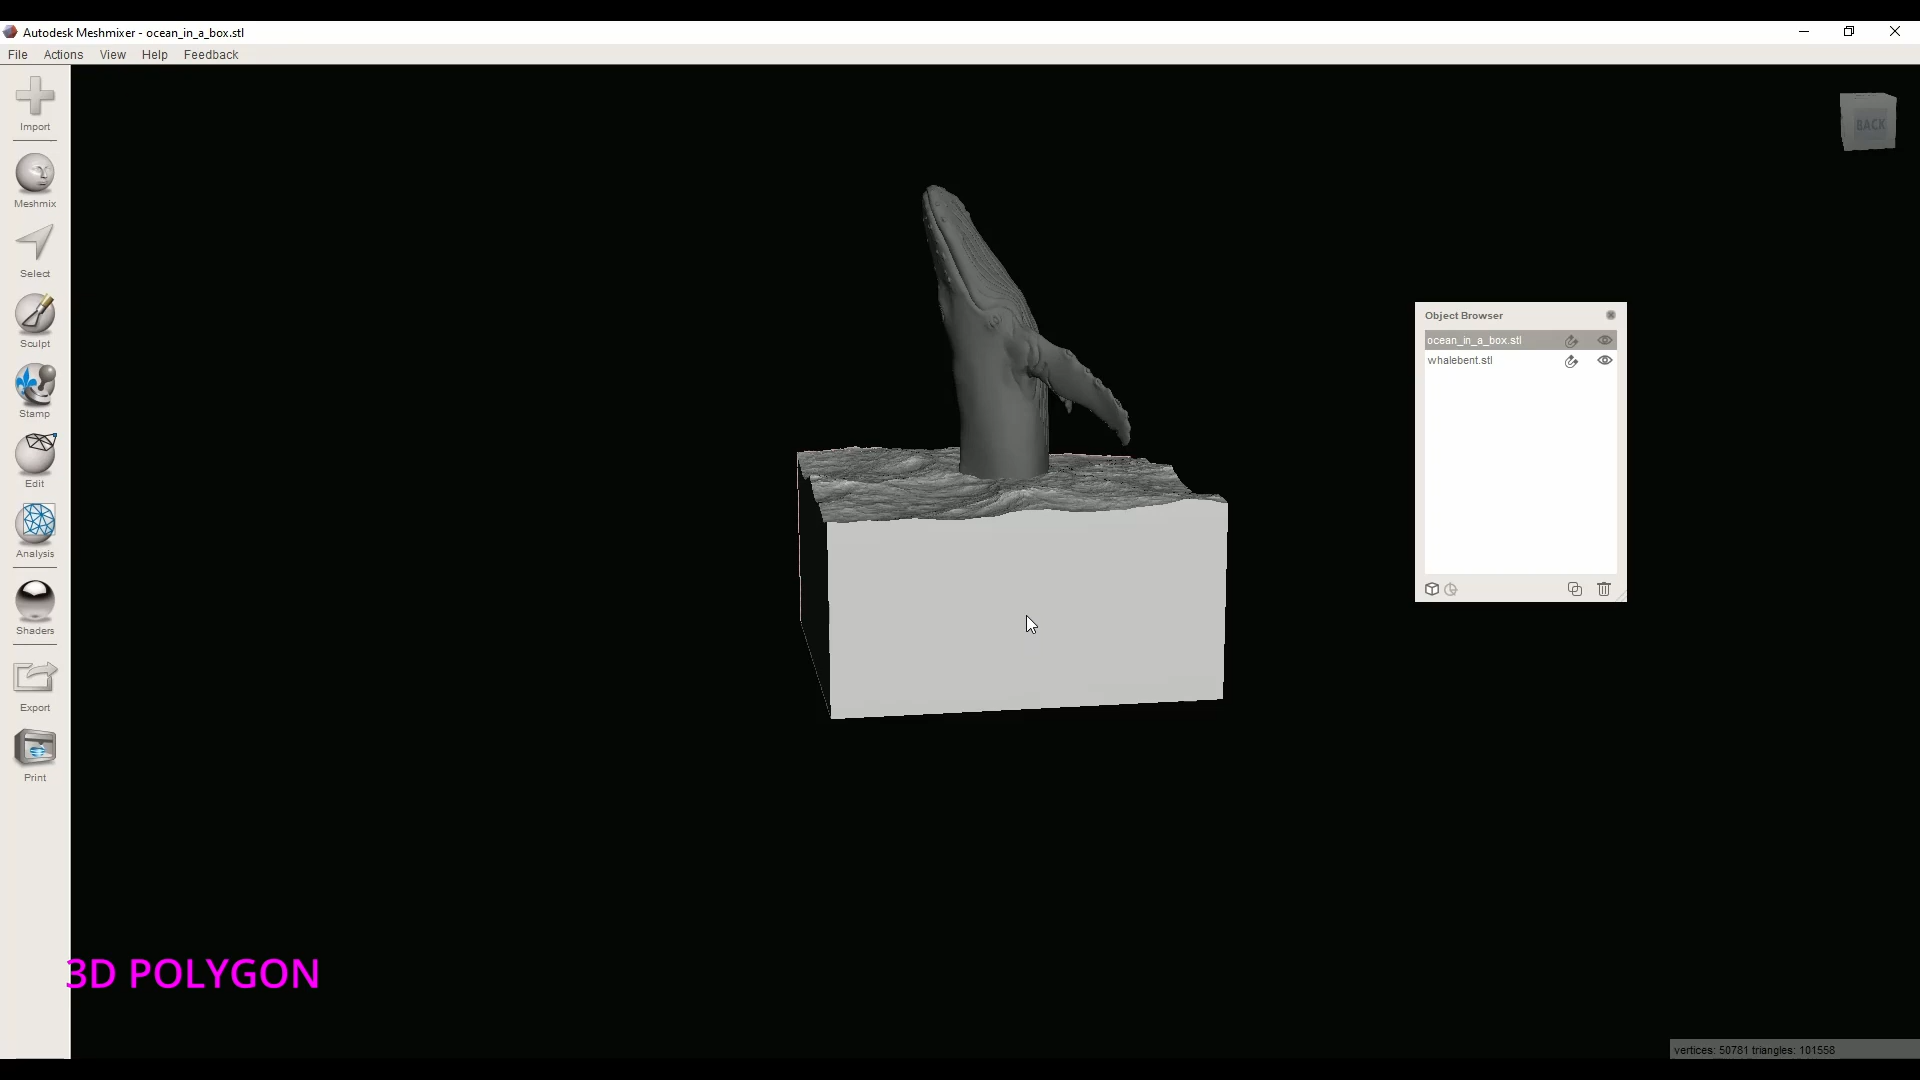 Autodesk Meshmixer - ocean_in_a_box.stl
File Actions View Help Feedback
Import
Meshmix
Select
Sculpt
Stamp
Edit
Analysis
Shaders
Export
Print
BACK
Object Browser
ocean_in_a_box.stl
whalebent.stl
3D POLYGON
vertices: 50781 triangles: 101558